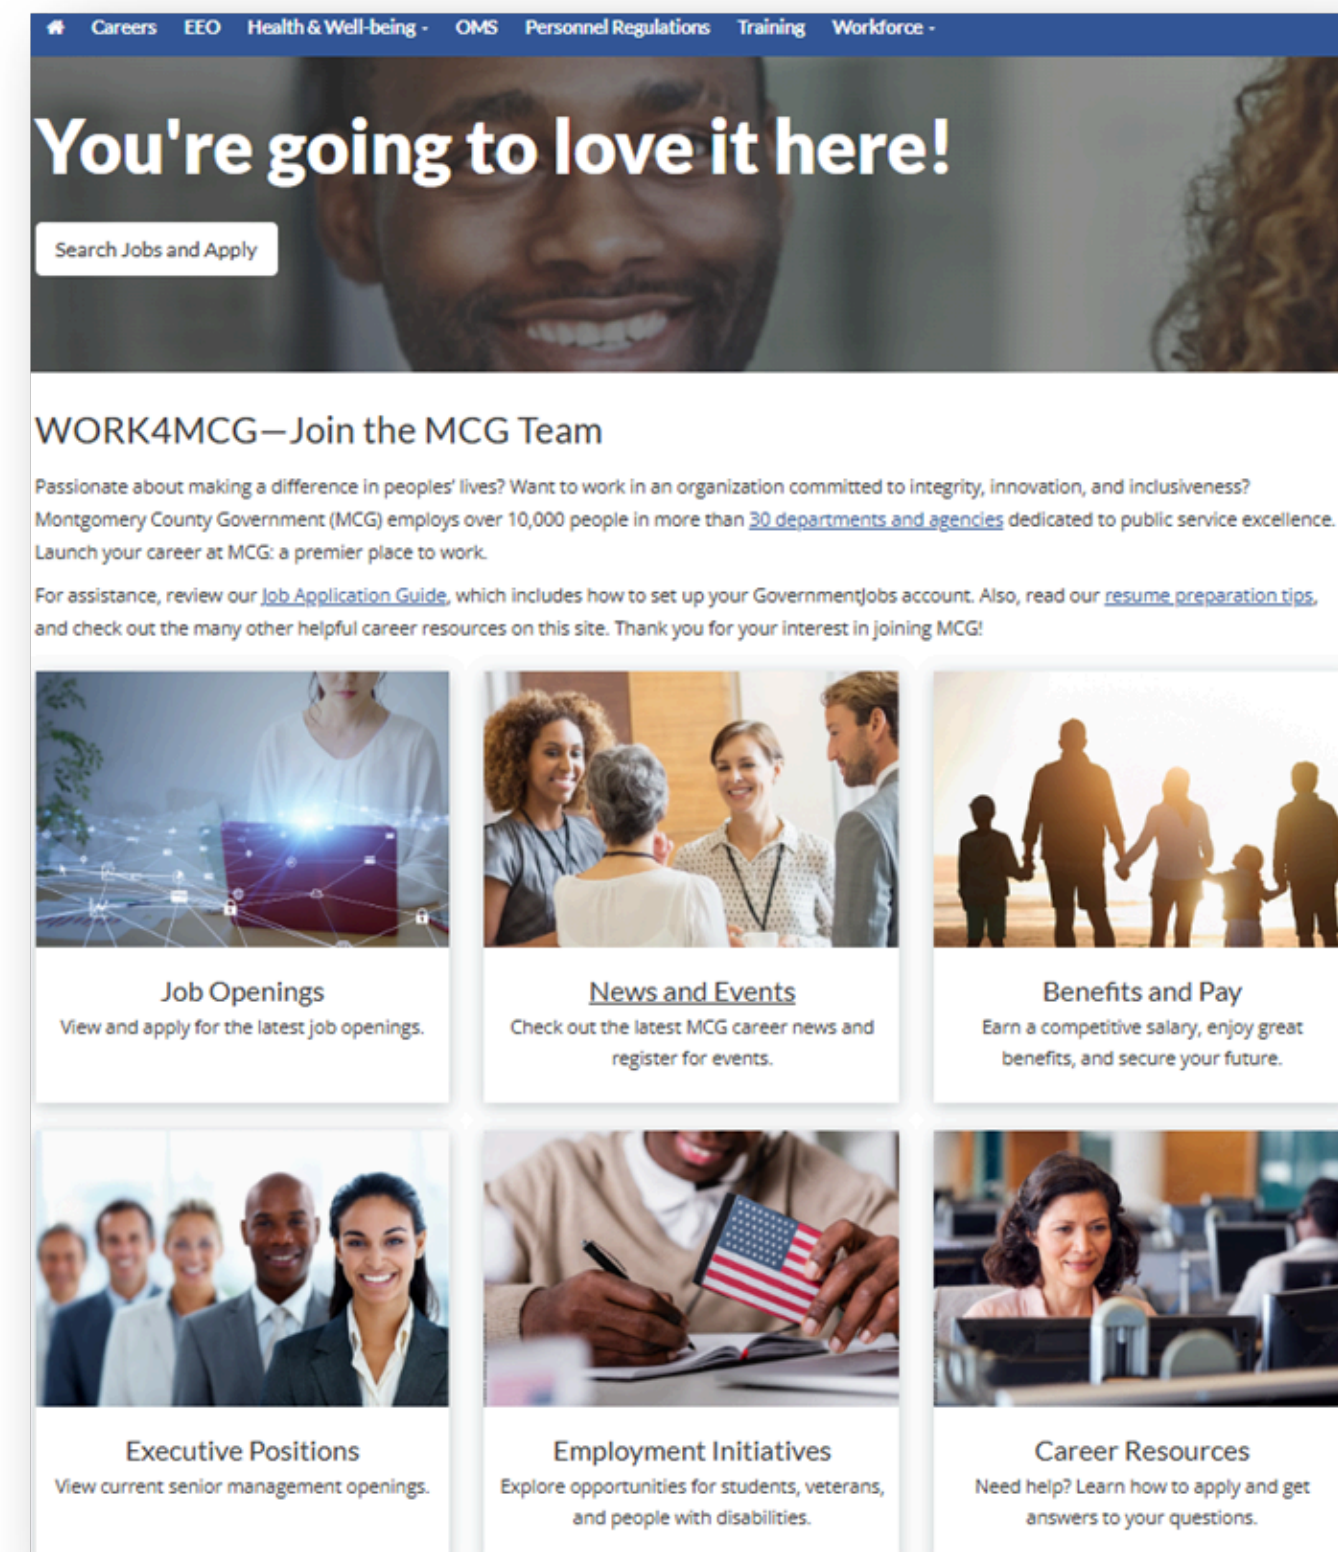 Careers EEO Health & Well-being OMS Personnel Regulations Training Workforce
You're going to love it here!
Search Jobs and Apply
WORK4MCG—Join the MCG Team
Passionate about making a difference in peoples' lives? Want to work in an organization committed to integrity, innovation, and inclusiveness?
Montgomery County Government (MCG) employs over 10,000 people in more than 30 departments and agencies dedicated to public service excellence.
Launch your career at MCG: a premier place to work.
For assistance, review our Job Application Guide, which includes how to set up your GovernmentJobs account. Also, read our resume preparation tips,
and check out the many other helpful career resources on this site. Thank you for your interest in joining MCG!
Job Openings
View and apply for the latest job openings.
News and Events
Check out the latest MCG career news and
register for events.
Benefits and Pay
Earn a competitive salary, enjoy great
benefits, and secure your future.
Executive Positions
View current senior management openings.
Employment Initiatives
Explore opportunities for students, veterans,
and people with disabilities.
Career Resources
Need help? Learn how to apply and get
answers to your questions.